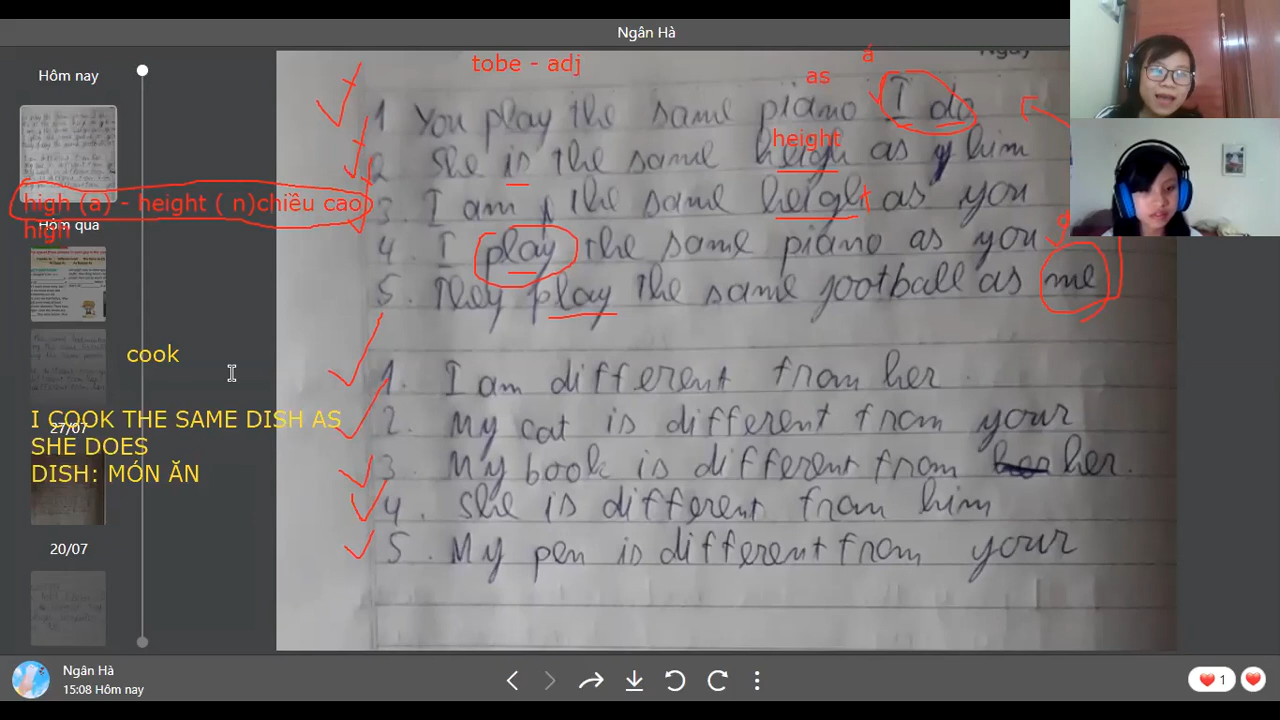 Ngân Hà
Hôm nay
tobe - adj
as
á
1 You play the same piano I do
height
2 She is the same heigh as him
high (a) - height ( n)chiều cao
high
3. I am the same height as you
Hôm qua
4. I play the same piano as you
5. They play the same football as me
cook
1. I am different from her
I COOK THE SAME DISH AS
SHE DOES
DISH: MÓN ĂN
27/07
2. My cat is different from your
3. My book is different from her.
4. She is different from him
5. My pen is different from your
20/07
Ngân Hà
15:08 Hôm nay
1